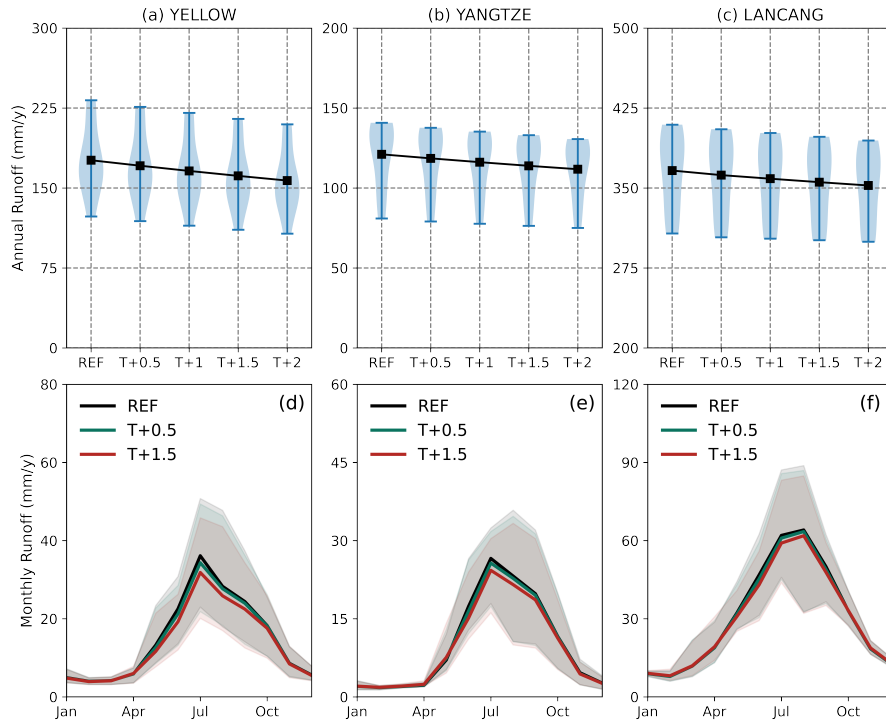 (a) YELLOW
(b) YANGTZE
(c) LANCANG
Annual Runoff (mm/y)
300
225
150
75
0
REF T+0.5 T+1 T+1.5 T+2
200
150
100
50
0
REF T+0.5 T+1 T+1.5 T+2
500
425
350
275
200
REF T+0.5 T+1 T+1.5 T+2
Monthly Runoff (mm/y)
80
60
40
20
0
Jan Apr Jul Oct
REF
T+0.5
T+1.5
(d)
60
45
30
15
0
Jan Apr Jul Oct
REF
T+0.5
T+1.5
(e)
120
90
60
30
0
Jan Apr Jul Oct
REF
T+0.5
T+1.5
(f)